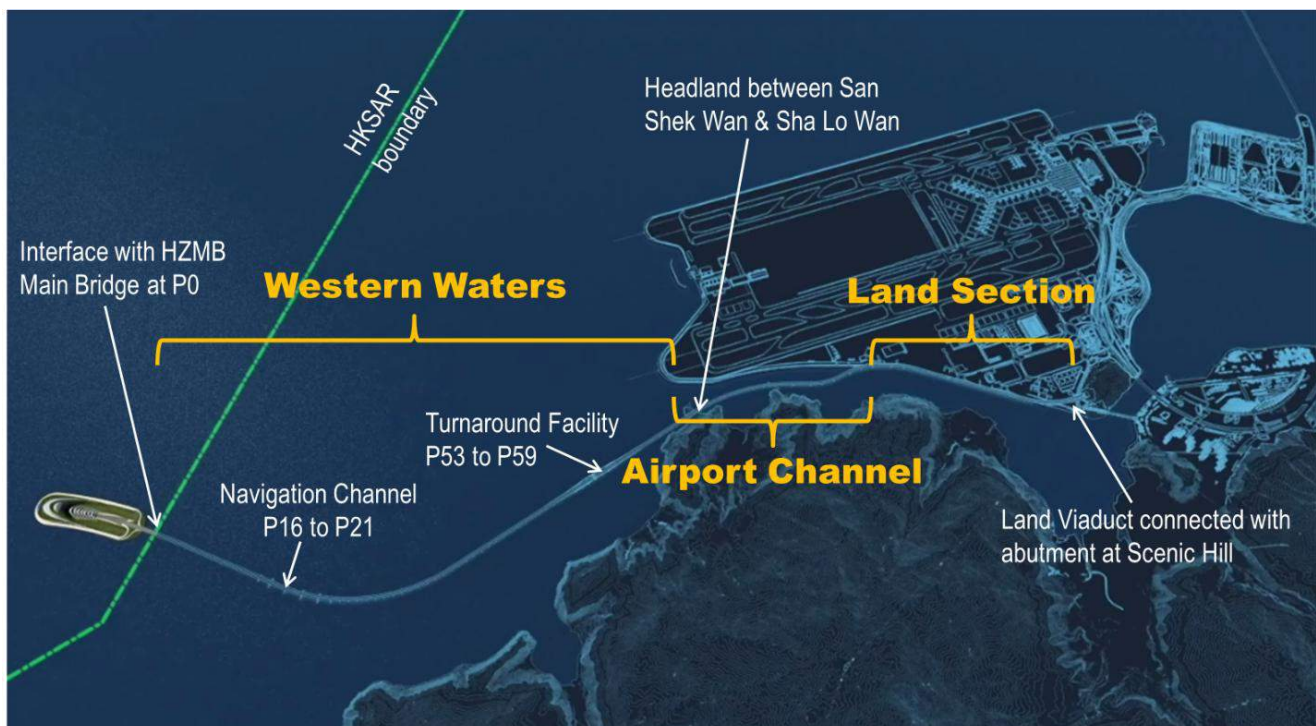 HKSAR
boundary
Headland between San
Shek Wan & Sha Lo Wan
Interface with HZMB
Main Bridge at P0
Western Waters
Land Section
Turnaround Facility
P53 to P59
Airport Channel
Navigation Channel
P16 to P21
Land Viaduct connected with
abutment at Scenic Hill